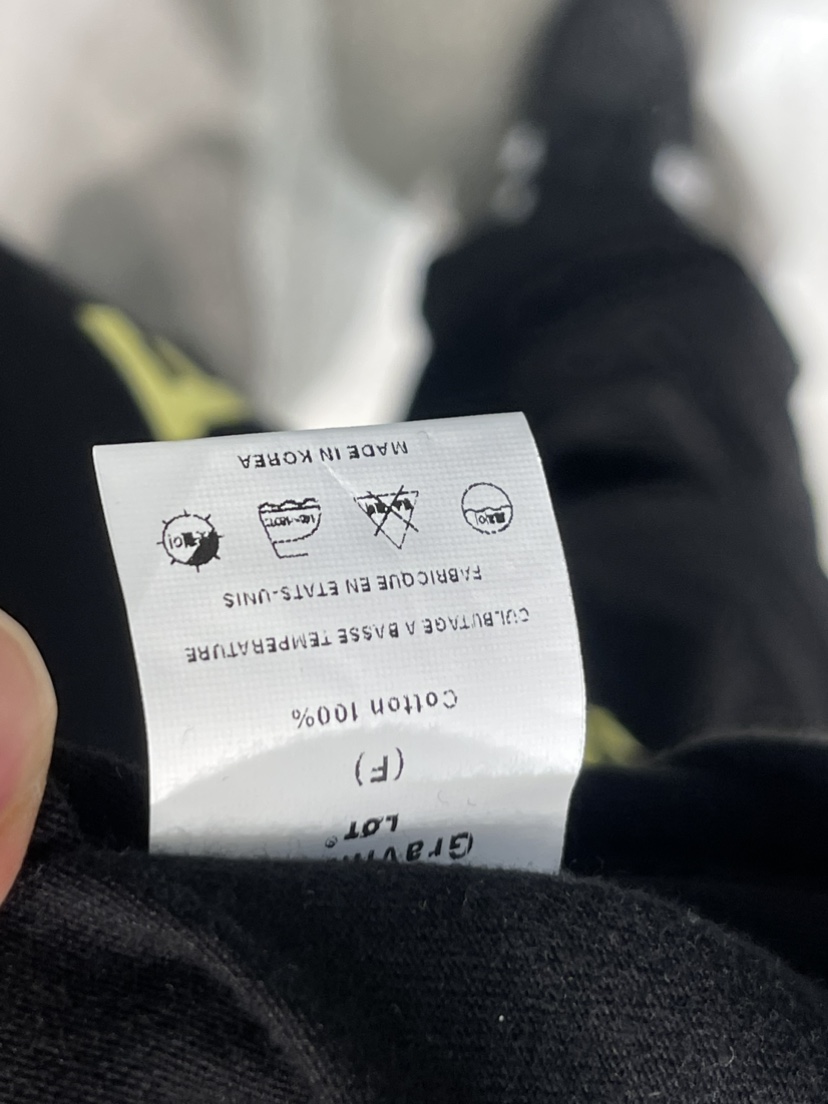 LOT®
(F)
Cotton 100%
CULBUTAGE A BASSE TEMPERATURE
FABRICQUE EN ETATS-UNIS
MADE IN KOREA